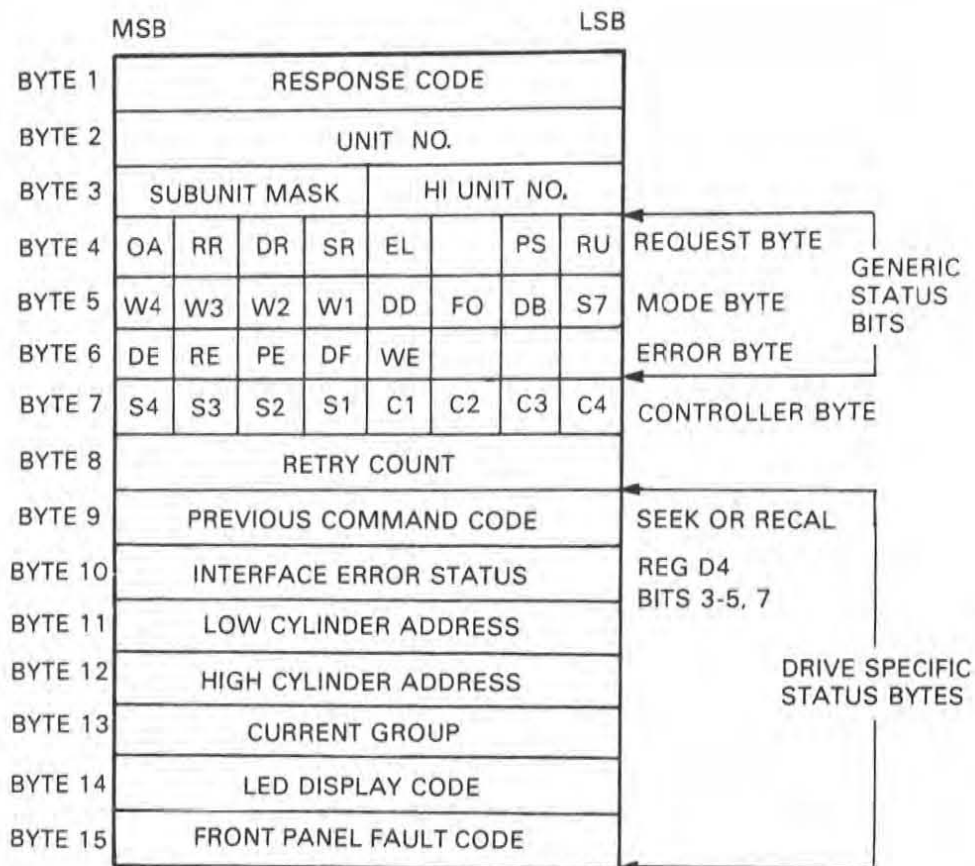 MSB LSB
BYTE 1 RESPONSE CODE
BYTE 2 UNIT NO.
BYTE 3 SUBUNIT MASK HI UNIT NO.
BYTE 4 OA RR DR SR EL PS RU REQUEST BYTE
BYTE 5 W4 W3 W2 W1 DD FO DB S7 MODE BYTE
GENERIC
STATUS
BITS
BYTE 6 DE RE PE DF WE ERROR BYTE
BYTE 7 S4 S3 S2 S1 C1 C2 C3 C4 CONTROLLER BYTE
BYTE 8 RETRY COUNT
BYTE 9 PREVIOUS COMMAND CODE SEEK OR RECAL
BYTE 10 INTERFACE ERROR STATUS REG D4
BITS 3-5, 7
BYTE 11 LOW CYLINDER ADDRESS
BYTE 12 HIGH CYLINDER ADDRESS
DRIVE SPECIFIC
STATUS BYTES
BYTE 13 CURRENT GROUP
BYTE 14 LED DISPLAY CODE
BYTE 15 FRONT PANEL FAULT CODE